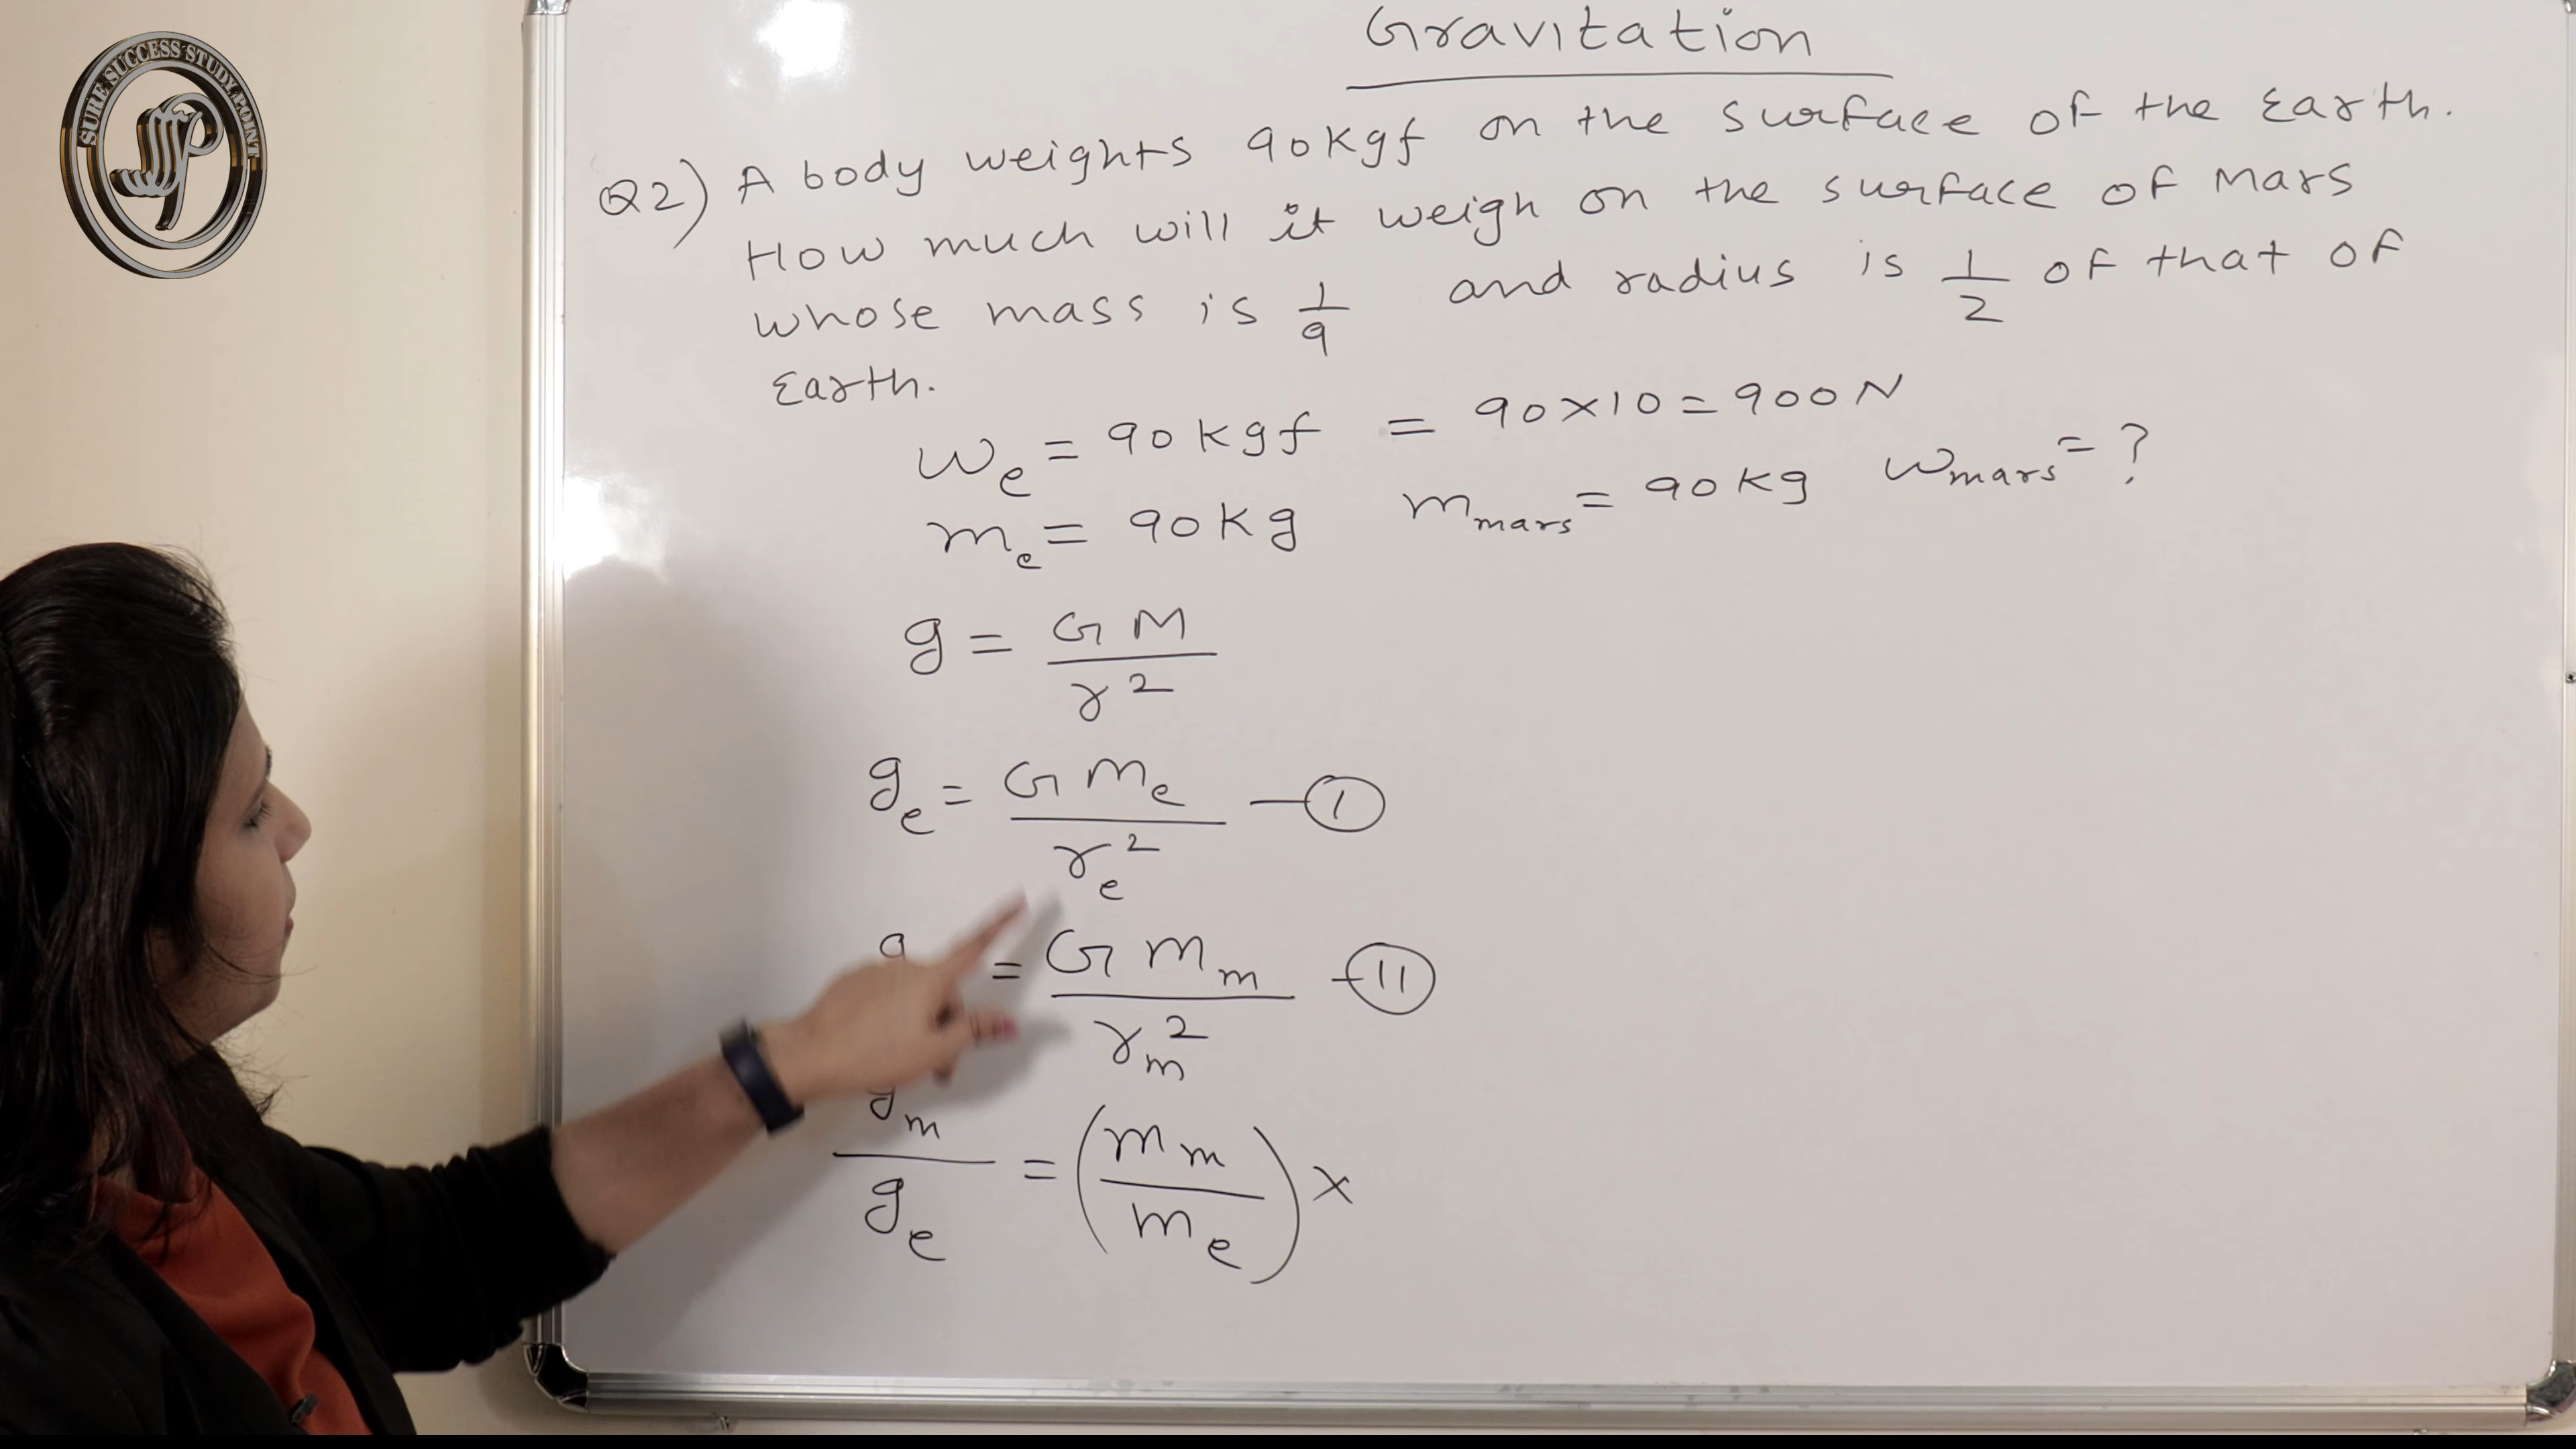 SURE SUCCESS STUDY POINT
Gravitation
Q2) A body weights 90kgf on the surface of the Earth.
How much will it weigh on the surface of Mars
whose mass is 1/9 and radius is 1/2 of that of
Earth.
We = 90kgf = 90×10 = 900N
me = 90kg mmars = 90kg Wmars = ?
g = GM/r²
ge = Gme/re² — (I)
= Gmm/rm² — (II)
gm/ge = (mm/me) ×